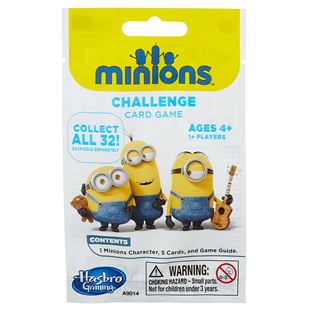 minions
CHALLENGE
CARD GAME
COLLECT
ALL 32!
EACH SOLD SEPARATELY
AGES 4+
1+ PLAYERS
CONTENTS
1 Minions Character, 5 Cards, and Game Guide.
Hasbro
Gaming
A9014
WARNING:
CHOKING HAZARD - Small parts.
Not for children under 3 years.